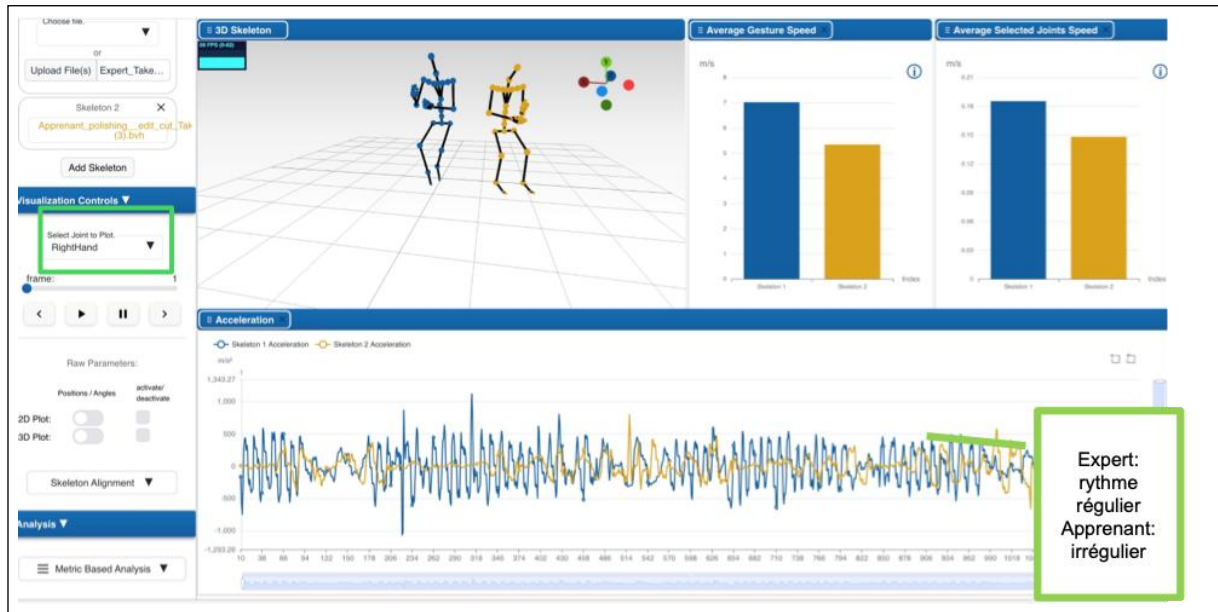 Choose file.
or
Upload File(s) Expert_Take...
Skeleton 2 X
Apprenant_polishing__edit_cut_Tak
(3).bvh
Add Skeleton
Visualization Controls ▼
Select Joint to Plot.
RightHand
frame: 1
Raw Parameters:
Positions / Angles activate/
deactivate
2D Plot:
3D Plot:
Skeleton Alignment ▼
Analysis ▼
Metric Based Analysis ▼
3D Skeleton
Average Gesture Speed
m/s
8
7
6
5
4
3
2
1
0
Skeleton 1 Skeleton 2 Index
Average Selected Joints Speed
m/s
0.21
0.18
0.15
0.12
0.09
0.06
0.03
0
Skeleton 1 Skeleton 2 Index
Acceleration
Skeleton 1 Acceleration Skeleton 2 Acceleration
m/s²
1,343.27
1,000
500
0
-500
-1,000
10 38 66 94 122 150 178 206 234 262 290 318 346 374 402 430 458 486 514 542 570 598 626 654 682 710 738 766 794 822 850 878 906 934 962 990 1018
Expert:
rythme
régulier
Apprenant:
irrégulier